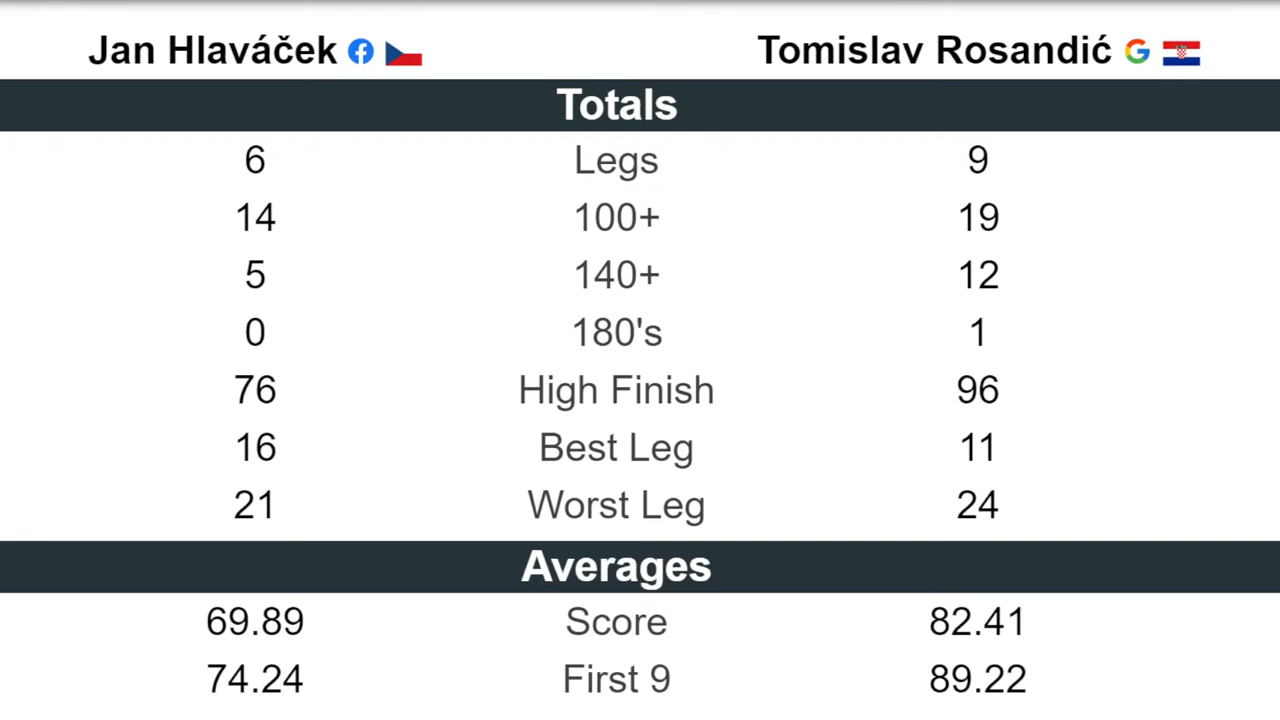 Jan Hlaváček Tomislav Rosandić
Totals
6 Legs 9
14 100+ 19
5 140+ 12
0 180's 1
76 High Finish 96
16 Best Leg 11
21 Worst Leg 24
Averages
69.89 Score 82.41
74.24 First 9 89.22